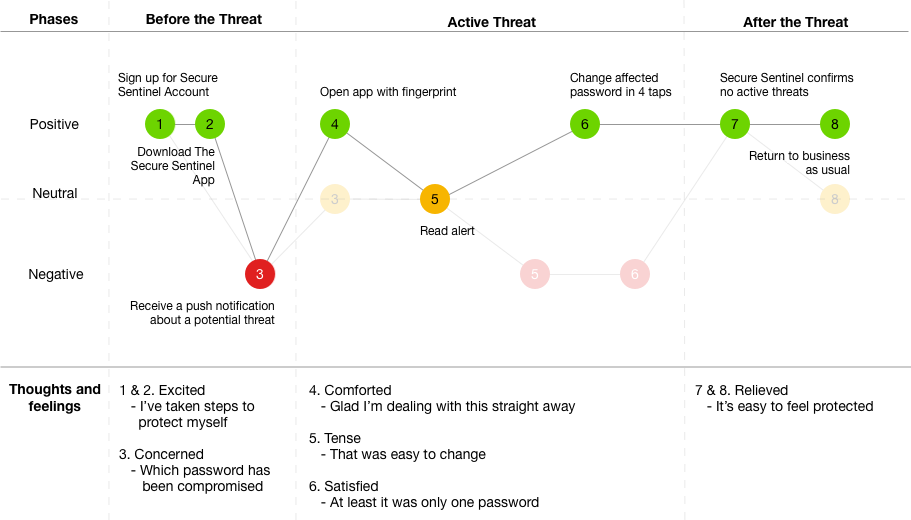 Phases
Before the Threat
Active Threat
After the Threat
Sign up for Secure
Sentinel Account
Open app with fingerprint
Change affected
password in 4 taps
Secure Sentinel confirms
no active threats
Positive
1
2
4
6
7
8
Download The
Secure Sentinel
App
Return to business
as usual
Neutral
3
5
8
Read alert
Negative
3
5
6
Receive a push notification
about a potential threat
Thoughts and
feelings
1 & 2. Excited
- I’ve taken steps to
protect myself
3. Concerned
- Which password has
been compromised
4. Comforted
- Glad I’m dealing with this straight away
5. Tense
- That was easy to change
6. Satisfied
- At least it was only one password
7 & 8. Relieved
- It’s easy to feel protected